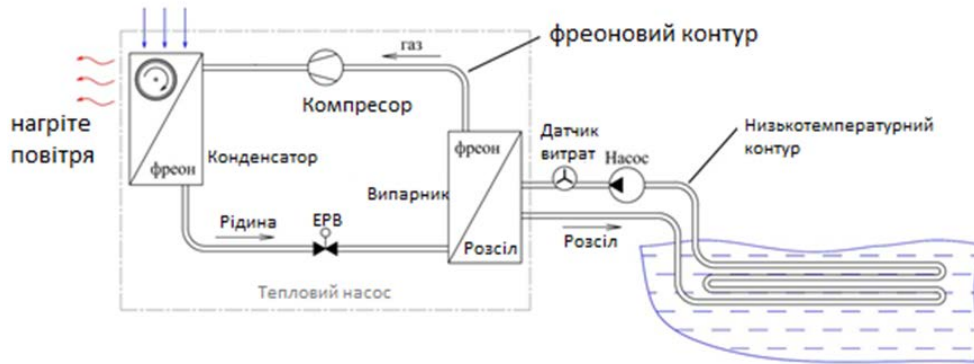 газ
фреоновий контур
Компресор
нагріте
повітря
фреон
Конденсатор
фреон
Випарник
Датчик
витрат
Насос
Низькотемпературний
контур
Рідина
ЕРВ
Розсіл
Розсіл
Тепловий насос